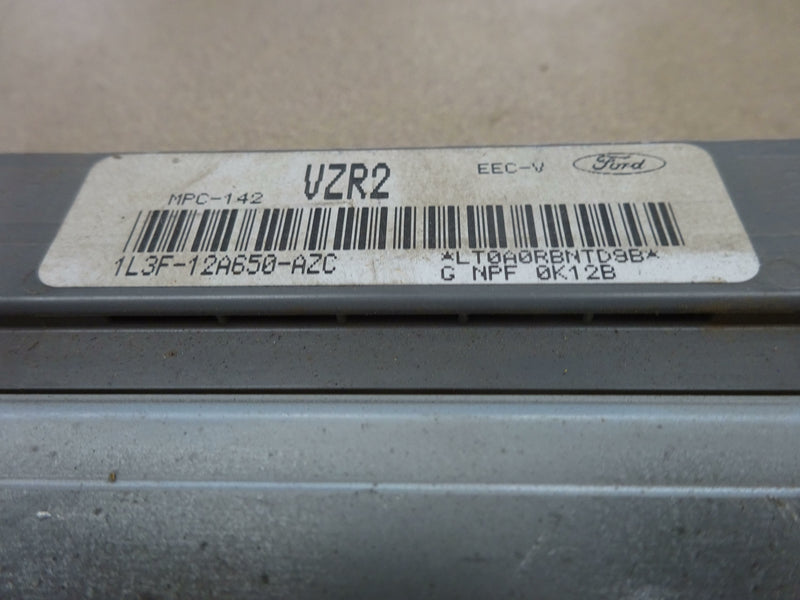 VZR2 EEC-V Ford
MPC-142
1L3F-12A650-AZC *LT0A0RBNTD9B*
G NPF 0K12B